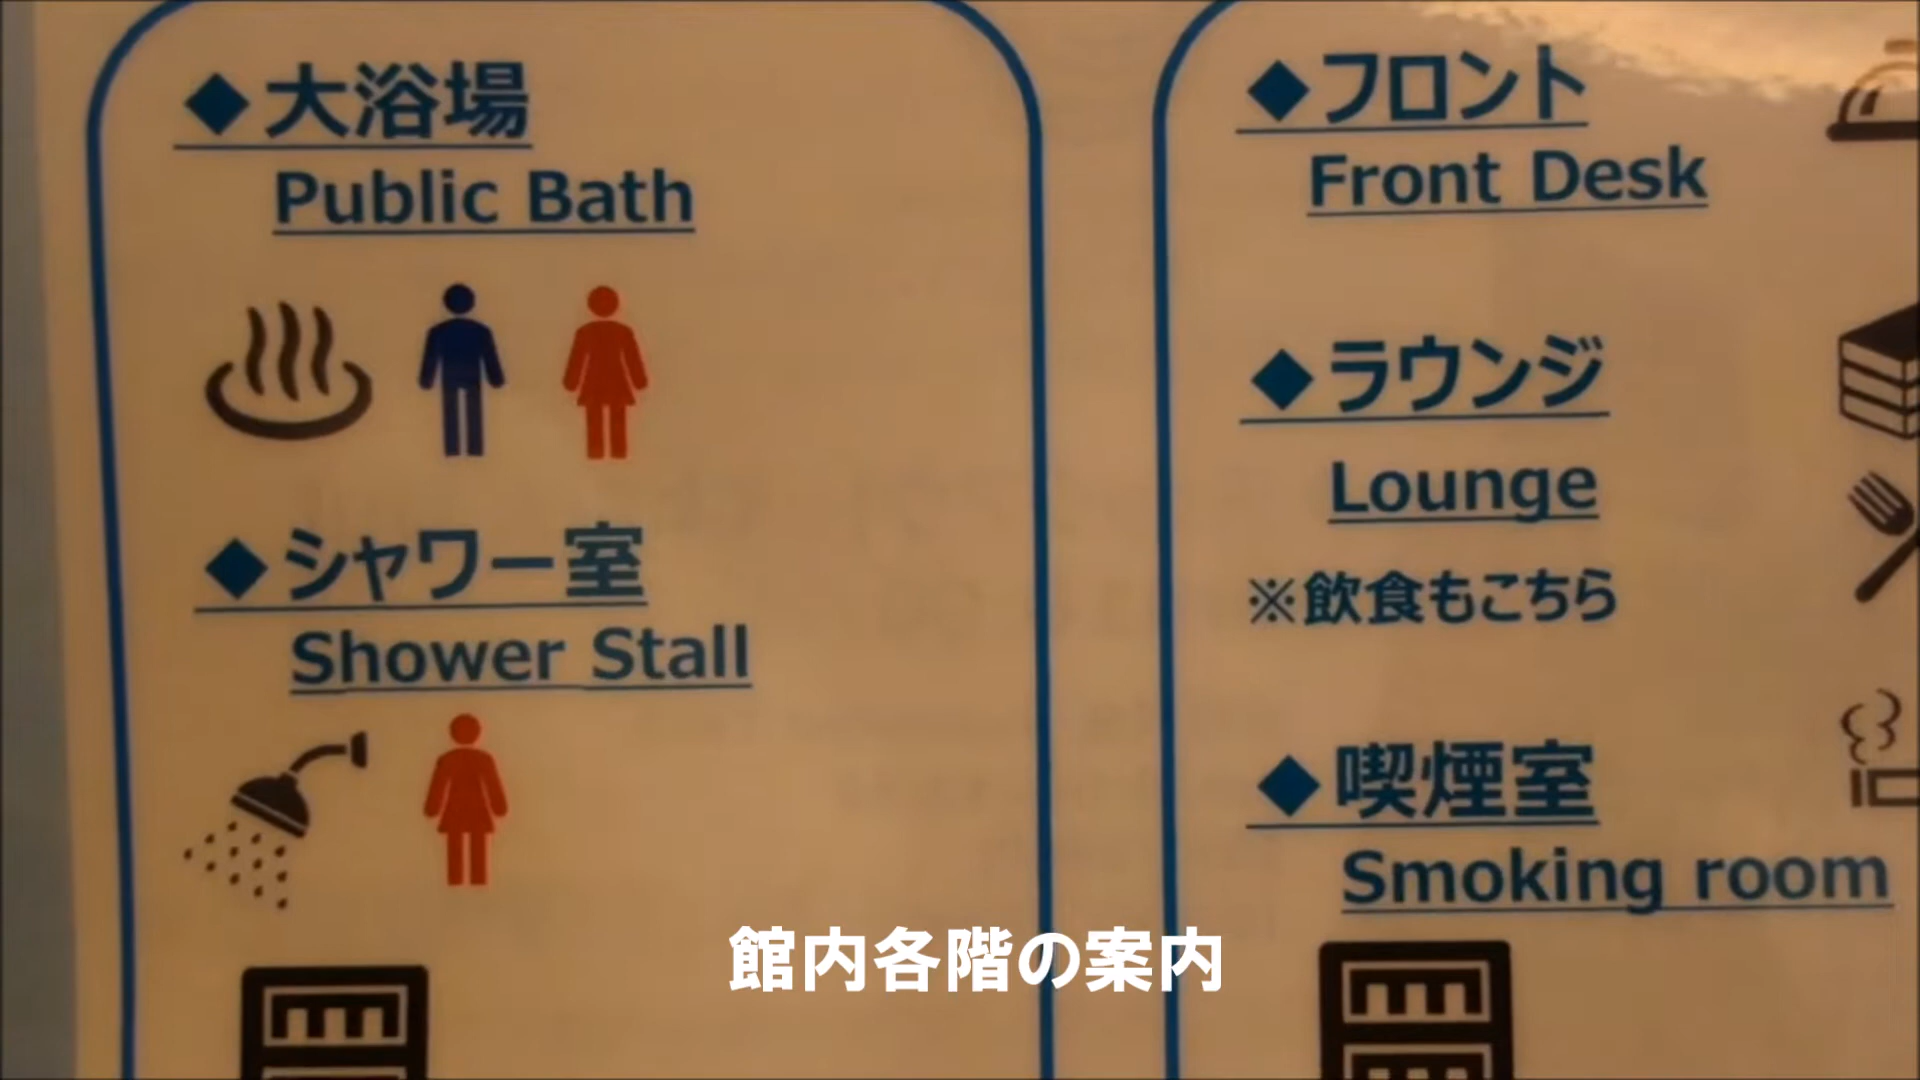 ◆大浴場
Public Bath
◆シャワー室
Shower Stall
◆フロント
Front Desk
◆ラウンジ
Lounge
※飲食もこちら
◆喫煙室
Smoking room
館内各階の案内